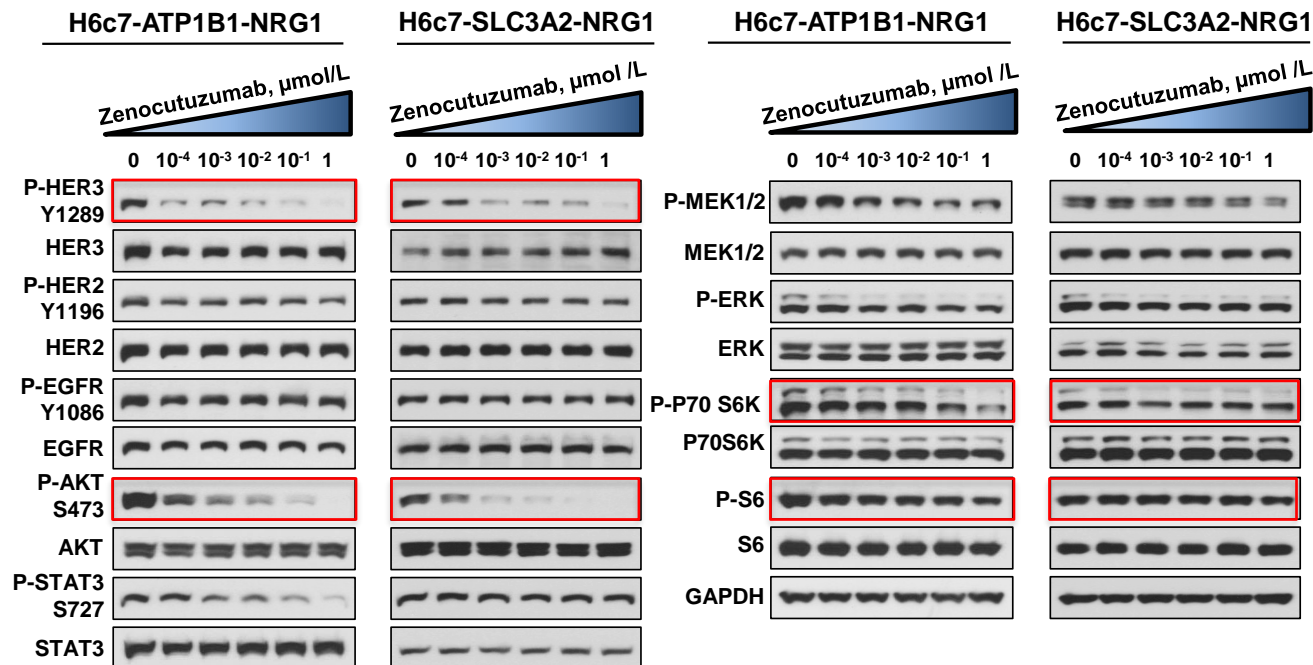 H6c7-ATP1B1-NRG1
H6c7-SLC3A2-NRG1
Zenocutuzumab, µmol/L
Zenocutuzumab, µmol /L
0 10-4 10-3 10-2 10-1 1
0 10-4 10-3 10-2 10-1 1
P-HER3
Y1289
HER3
P-HER2
Y1196
HER2
P-EGFR
Y1086
EGFR
P-AKT
S473
AKT
P-STAT3
S727
STAT3
H6c7-ATP1B1-NRG1
H6c7-SLC3A2-NRG1
Zenocutuzumab, µmol /L
Zenocutuzumab, µmol /L
0 10-4 10-3 10-2 10-1 1
0 10-4 10-3 10-2 10-1 1
P-MEK1/2
MEK1/2
P-ERK
ERK
P-P70 S6K
P70S6K
P-S6
S6
GAPDH